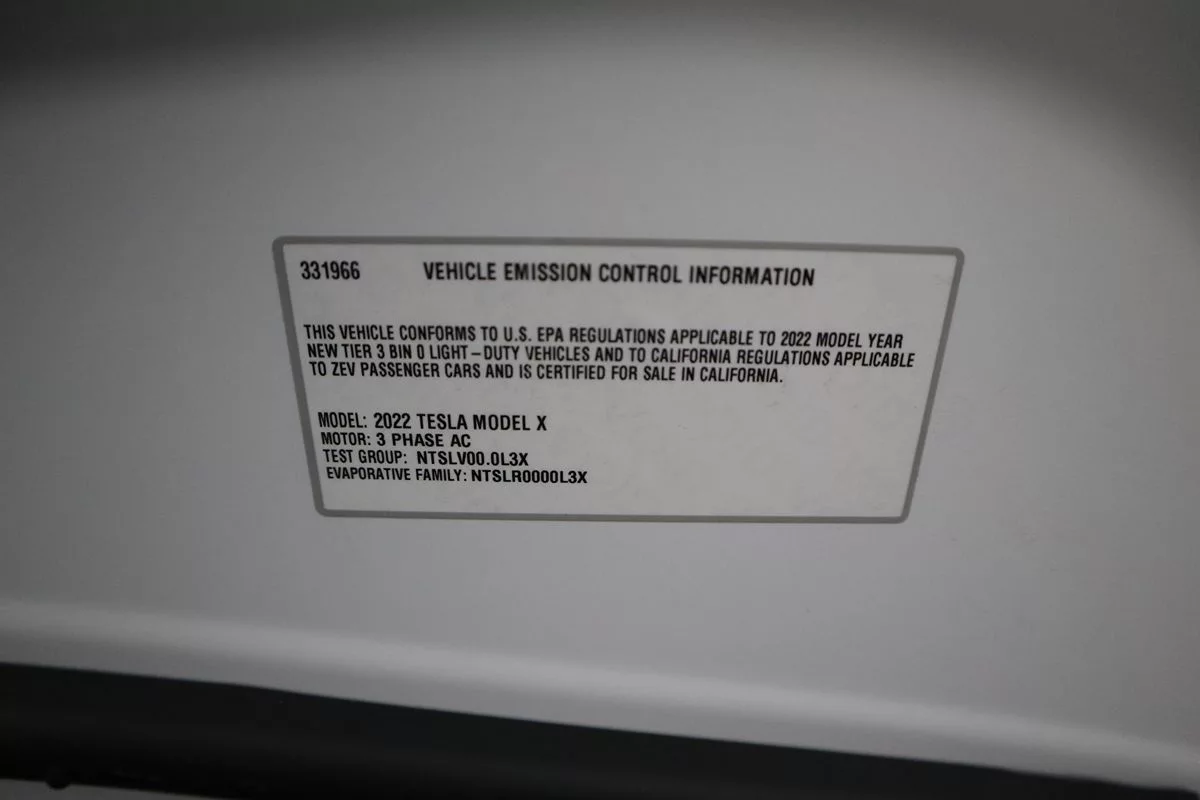 331966 VEHICLE EMISSION CONTROL INFORMATION
THIS VEHICLE CONFORMS TO U.S. EPA REGULATIONS APPLICABLE TO 2022 MODEL YEAR
NEW TIER 3 BIN 0 LIGHT-DUTY VEHICLES AND TO CALIFORNIA REGULATIONS APPLICABLE
TO ZEV PASSENGER CARS AND IS CERTIFIED FOR SALE IN CALIFORNIA.
MODEL: 2022 TESLA MODEL X
MOTOR: 3 PHASE AC
TEST GROUP: NTSLV00.0L3X
EVAPORATIVE FAMILY: NTSLR0000L3X